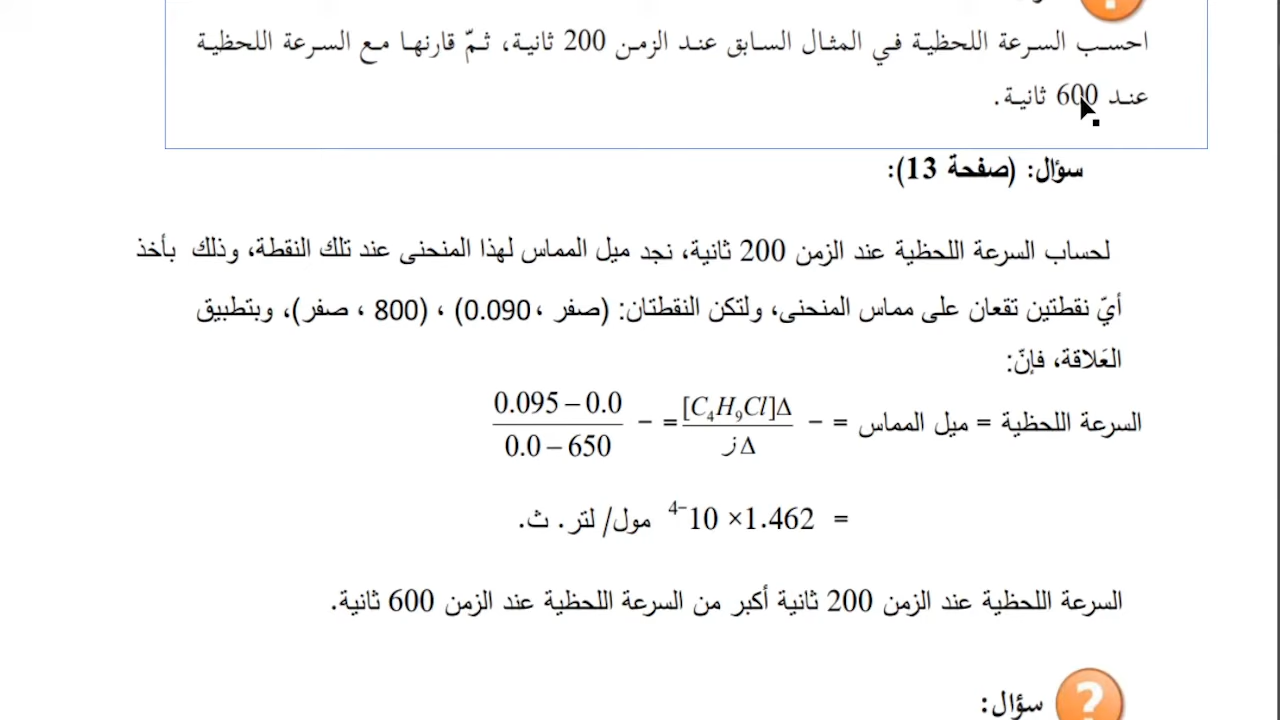 احسب السرعة اللحظية في المثال السابق عند الزمن 200 ثانية، ثمّ قارنها مع السرعة اللحظية
عند 600 ثانية.
سؤال: (صفحة 13):
لحساب السرعة اللحظية عند الزمن 200 ثانية، نجد ميل المماس لهذا المنحنى عند تلك النقطة، وذلك بأخذ
أيّ نقطتين تقعان على مماس المنحنى، ولتكن النقطتان: (صفر ،0.090) ، (800 ، صفر)، وبتطبيق
العَلاقة، فإنّ:
السرعة اللحظية = ميل المماس = − [C₄H₉Cl]Δ / Δز = − (0.095 – 0.0) / (0.0 – 650)
= 1.462× 10⁻⁴ مول/ لتر. ث.
السرعة اللحظية عند الزمن 200 ثانية أكبر من السرعة اللحظية عند الزمن 600 ثانية.
? سؤال: